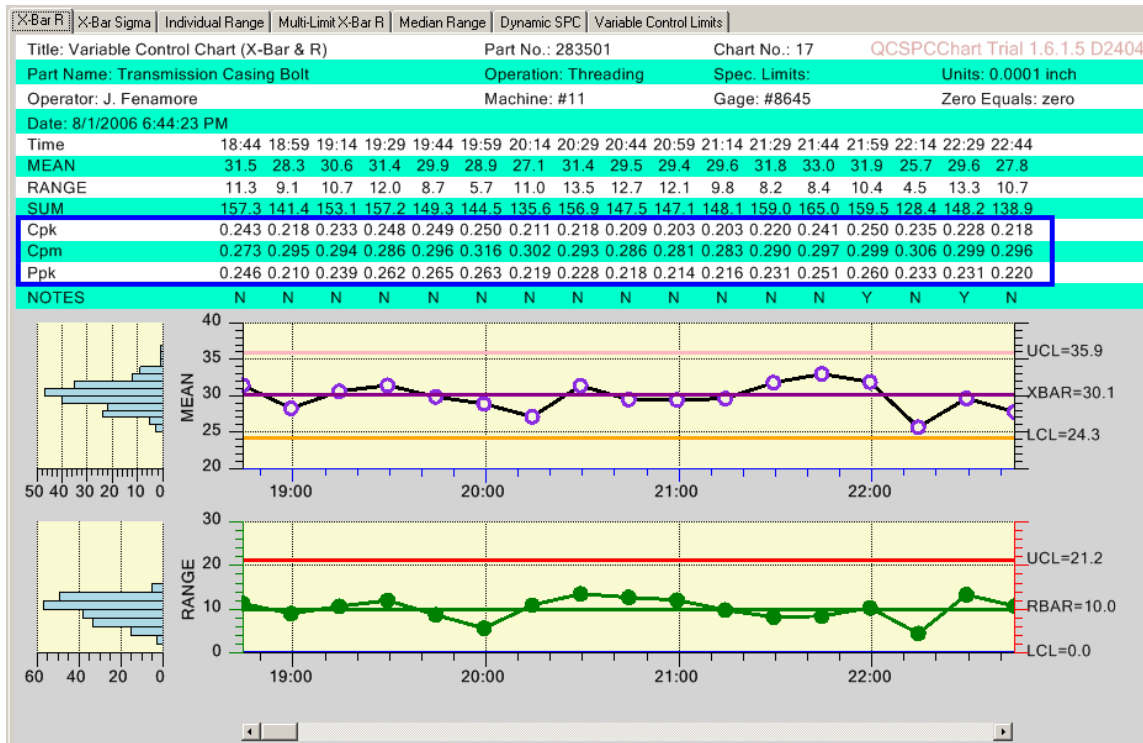 X-Bar R X-Bar Sigma Individual Range Multi-Limit X-Bar R Median Range Dynamic SPC Variable Control Limits
Title: Variable Control Chart (X-Bar & R) Part No.: 283501 Chart No.: 17 QCSPCChart Trial 1.6.1.5 D2404
Part Name: Transmission Casing Bolt Operation: Threading Spec. Limits: Units: 0.0001 inch
Operator: J. Fenamore Machine: #11 Gage: #8645 Zero Equals: zero
Date: 8/1/2006 6:44:23 PM
Time 18:44 18:59 19:14 19:29 19:44 19:59 20:14 20:29 20:44 20:59 21:14 21:29 21:44 21:59 22:14 22:29 22:44
MEAN 31.5 28.3 30.6 31.4 29.9 28.9 27.1 31.4 29.5 29.4 29.6 31.8 33.0 31.9 25.7 29.6 27.8
RANGE 11.3 9.1 10.7 12.0 8.7 5.7 11.0 13.5 12.7 12.1 9.8 8.2 8.4 10.4 4.5 13.3 10.7
SUM 157.3 141.4 153.1 157.2 149.3 144.5 135.6 156.9 147.5 147.1 148.1 159.0 165.0 159.5 128.4 148.2 138.9
Cpk 0.243 0.218 0.233 0.248 0.249 0.250 0.211 0.218 0.209 0.203 0.203 0.220 0.241 0.250 0.235 0.228 0.218
Cpm 0.273 0.295 0.294 0.286 0.296 0.316 0.302 0.293 0.286 0.281 0.283 0.290 0.297 0.299 0.306 0.299 0.296
Ppk 0.246 0.210 0.239 0.262 0.265 0.263 0.219 0.228 0.218 0.214 0.216 0.231 0.251 0.260 0.233 0.231 0.220
NOTES N N N N N N N N N N N N N Y N Y N
40
35 UCL=35.9
MEAN
30 XBAR=30.1
25 LCL=24.3
20
50 40 30 20 10 0 19:00 20:00 21:00 22:00
30
20 UCL=21.2
RANGE
10 RBAR=10.0
0 LCL=0.0
60 40 20 0 19:00 20:00 21:00 22:00